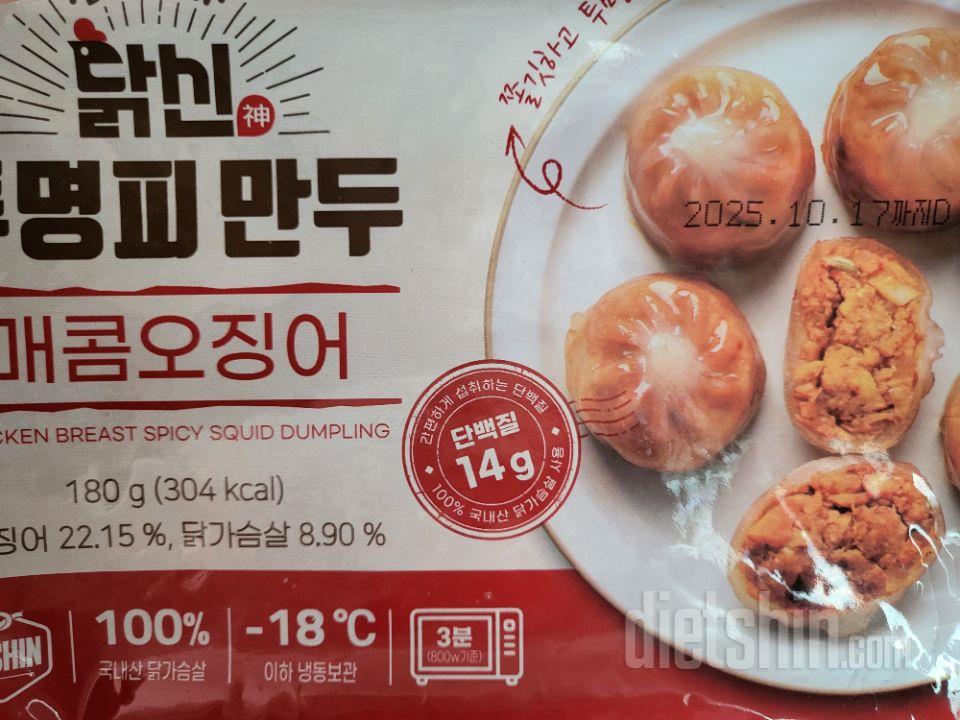 닭신
神
쫄깃하고
명피 만두
2025.10.17까지D
매콤오징어
CKEN BREAST SPICY SQUID DUMPLING
간편하게 섭취하는 단백질
단백질
14g
100% 국내산 닭가슴살 사용
180 g (304 kcal)
징어 22.15 %, 닭가슴살 8.90 %
SHIN
100%
국내산 닭가슴살
-18 ℃
이하 냉동보관
3분
(800w기준)
dietshin.com